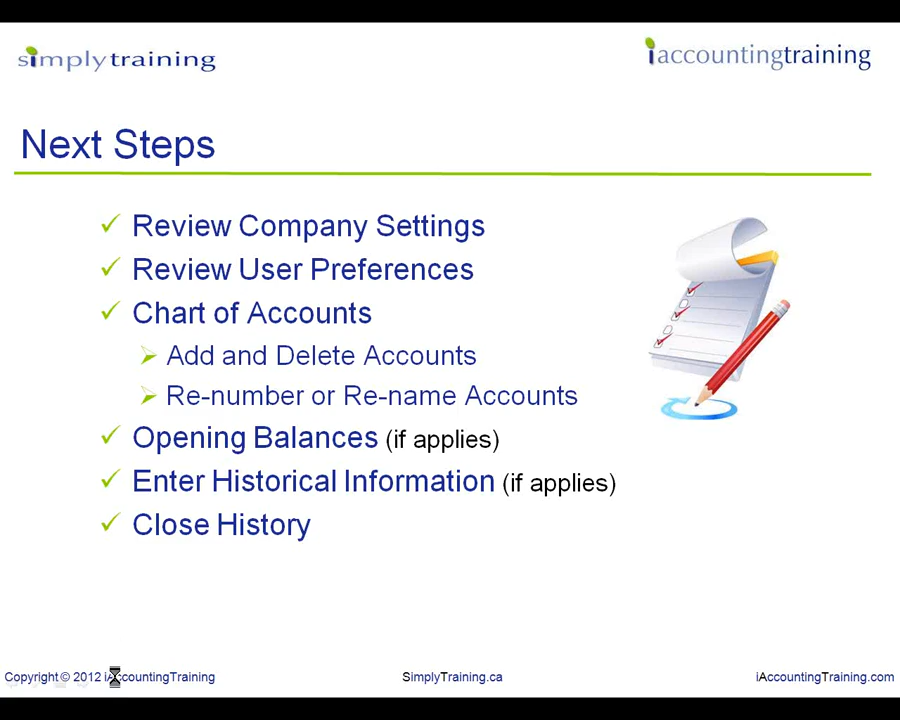 simplytraining
iaccountingtraining
Next Steps
Review Company Settings
Review User Preferences
Chart of Accounts
Add and Delete Accounts
Re-number or Re-name Accounts
Opening Balances (if applies)
Enter Historical Information (if applies)
Close History
Copyright © 2012 iAccountingTraining
SimplyTraining.ca
iAccountingTraining.com